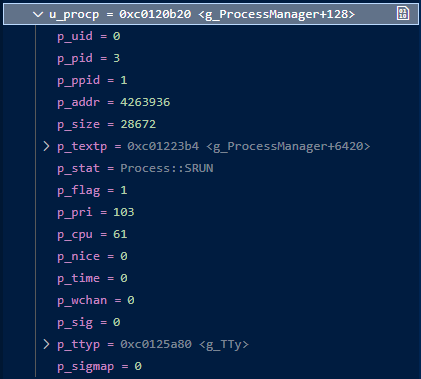 u_procp = 0xc0120b20 <g_ProcessManager+128>
p_uid = 0
p_pid = 3
p_ppid = 1
p_addr = 4263936
p_size = 28672
p_textp = 0xc01223b4 <g_ProcessManager+6420>
p_stat = Process::SRUN
p_flag = 1
p_pri = 103
p_cpu = 61
p_nice = 0
p_time = 0
p_wchan = 0
p_sig = 0
p_ttyp = 0xc0125a80 <g_TTy>
p_sigmap = 0